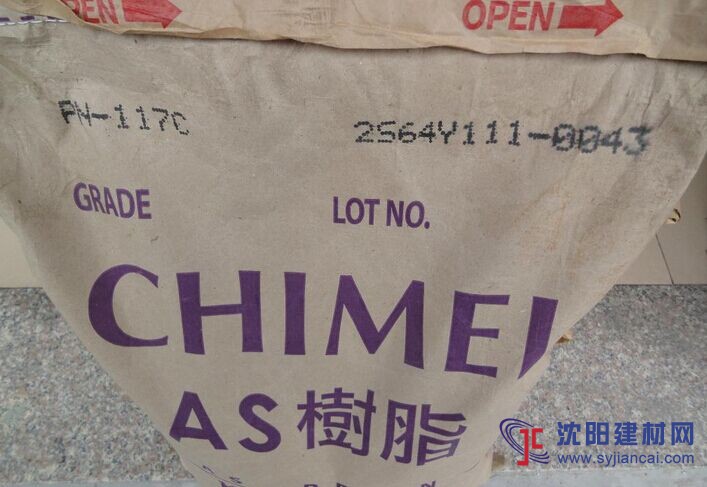 OPEN OPEN
PN-117C 2S64Y111-0043
GRADE LOT NO.
CHIMEI
AS樹脂
沈阳建材网
www.syjiancai.com